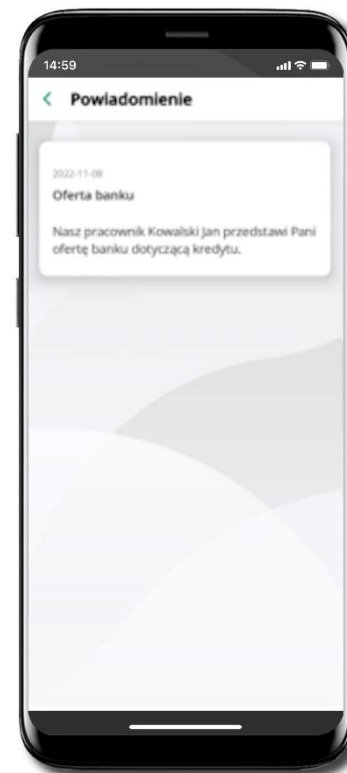 14:59
Powiadomienie
2022-11-08
Oferta banku
Nasz pracownik Kowalski Jan przedstawi Pani
ofertę banku dotyczącą kredytu.